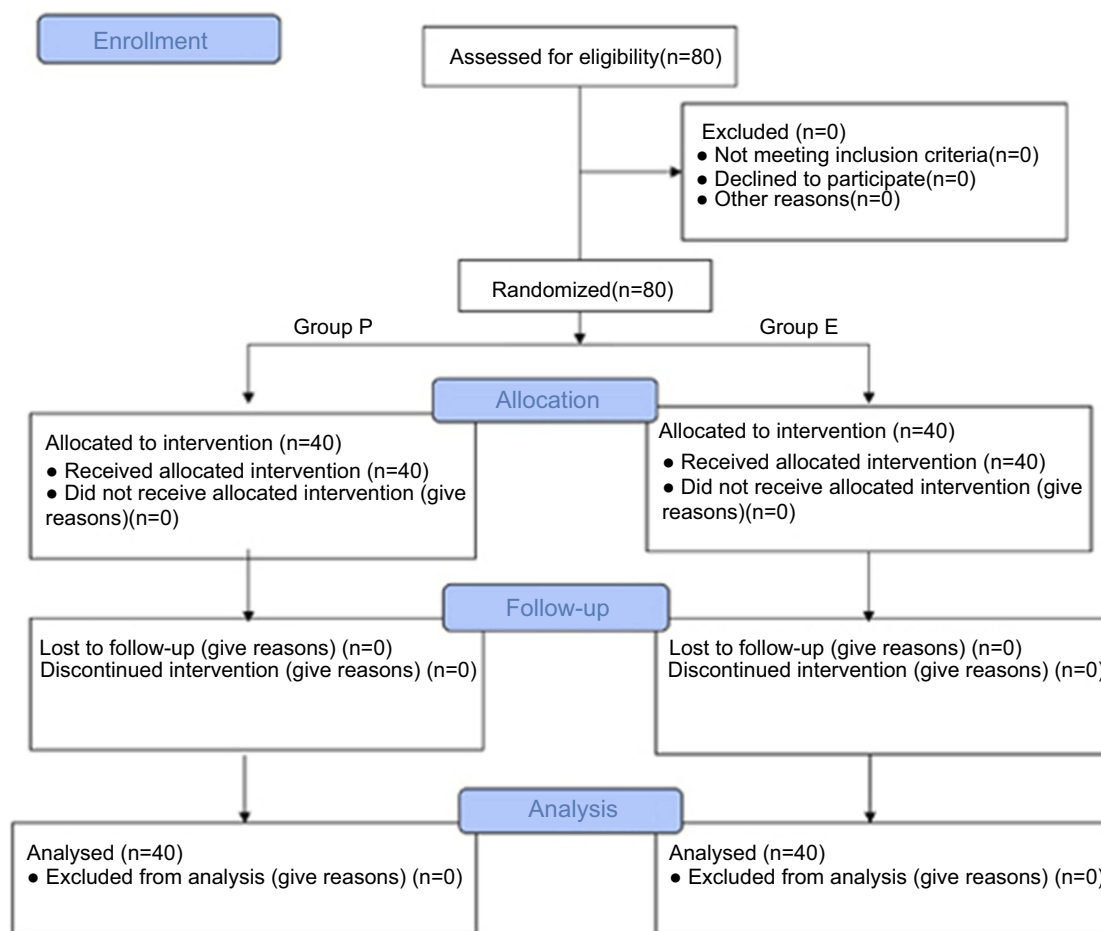 Enrollment
Assessed for eligibility(n=80)
Excluded (n=0)
● Not meeting inclusion criteria(n=0)
● Declined to participate(n=0)
● Other reasons(n=0)
Randomized(n=80)
Group P
Group E
Allocation
Allocated to intervention (n=40)
● Received allocated intervention (n=40)
● Did not receive allocated intervention (give
reasons)(n=0)
Allocated to intervention (n=40)
● Received allocated intervention (n=40)
● Did not receive allocated intervention (give
reasons)(n=0)
Follow-up
Lost to follow-up (give reasons) (n=0)
Discontinued intervention (give reasons) (n=0)
Lost to follow-up (give reasons) (n=0)
Discontinued intervention (give reasons) (n=0)
Analysis
Analysed (n=40)
● Excluded from analysis (give reasons) (n=0)
Analysed (n=40)
● Excluded from analysis (give reasons) (n=0)